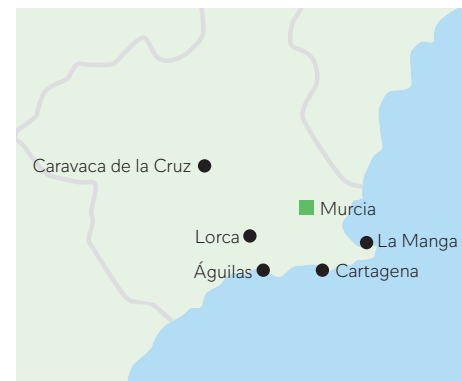 Caravaca de la Cruz
Murcia
Lorca
La Manga
Águilas
Cartagena